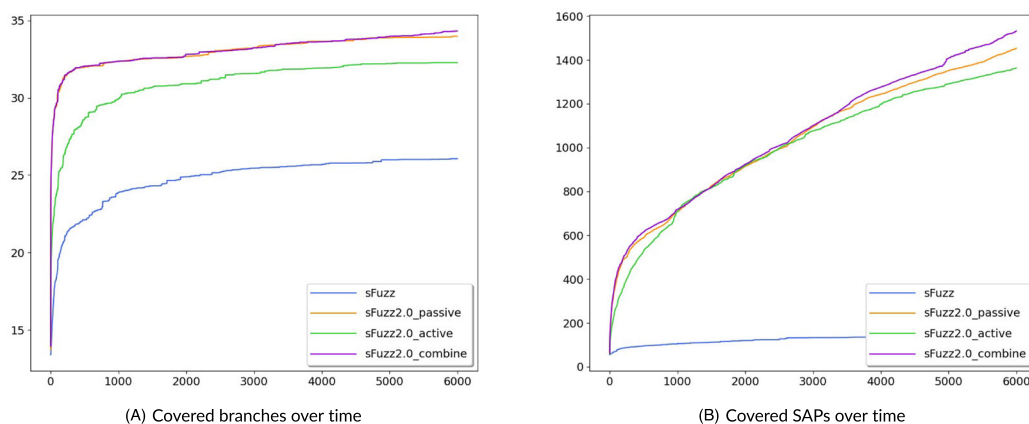 35
30
25
20
15
0 1000 2000 3000 4000 5000 6000
sFuzz
sFuzz2.0_passive
sFuzz2.0_active
sFuzz2.0_combine
(A) Covered branches over time
1600
1400
1200
1000
800
600
400
200
0
0 1000 2000 3000 4000 5000 6000
sFuzz
sFuzz2.0_passive
sFuzz2.0_active
sFuzz2.0_combine
(B) Covered SAPs over time